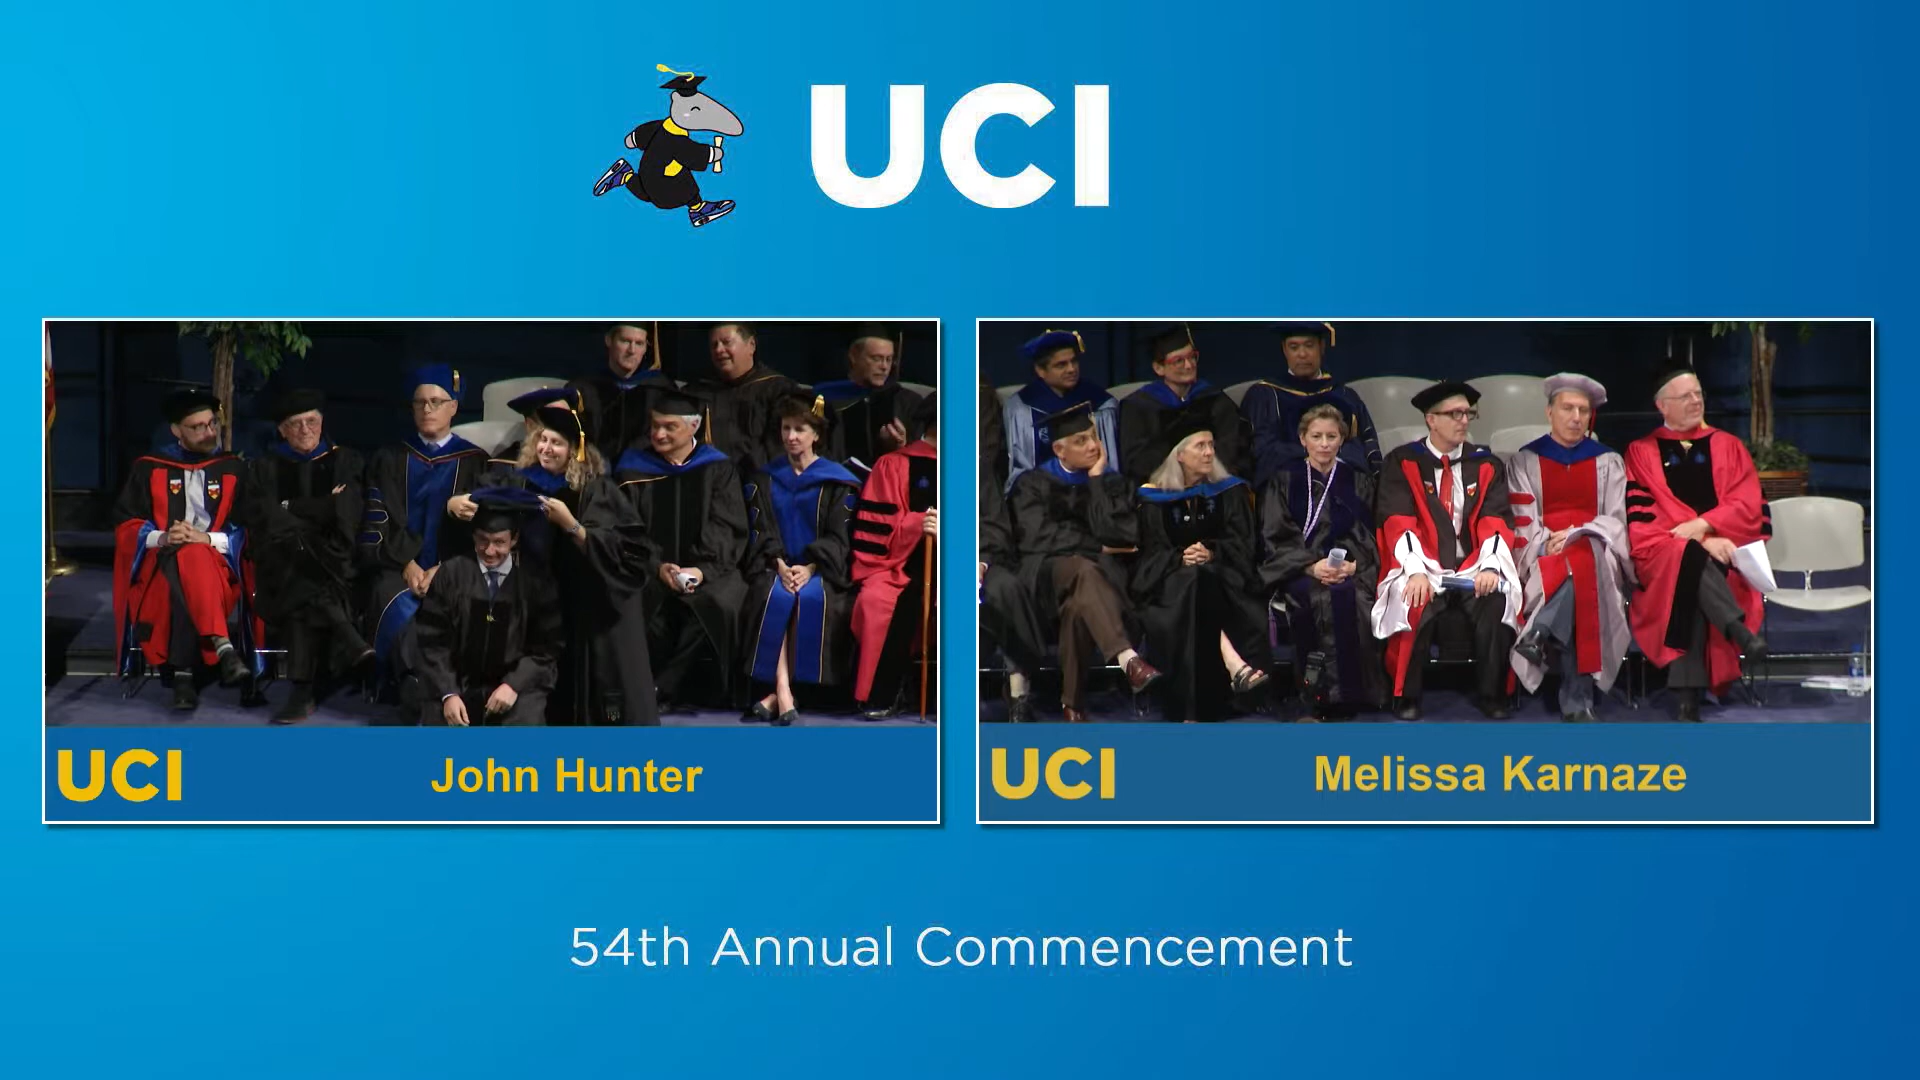 UCI
UCI
John Hunter
UCI
Melissa Karnaze
54th Annual Commencement